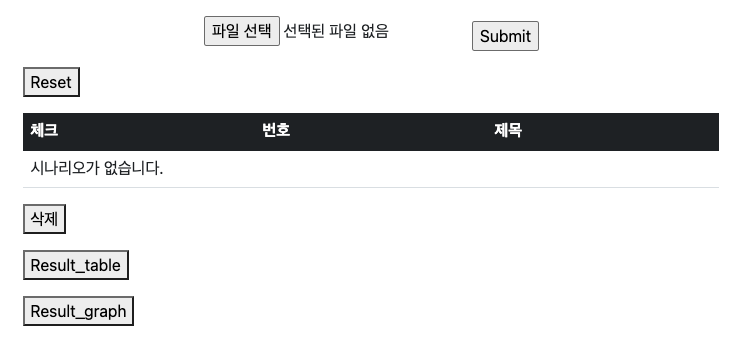 파일 선택 선택된 파일 없음 Submit
Reset
체크 번호 제목
시나리오가 없습니다.
삭제
Result_table
Result_graph